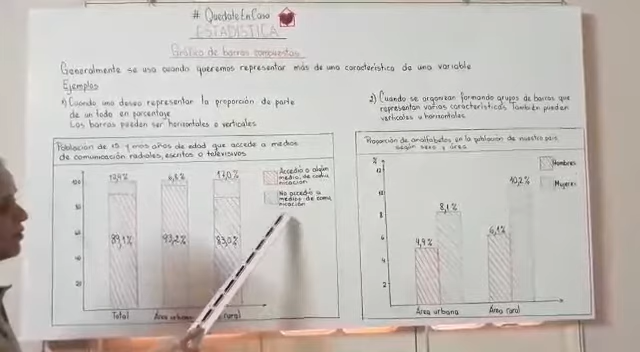 # QuedateEnCasa
ESTADÍSTICA
Gráfico de barras compuestas
Generalmente se usa cuando queremos representar más de una característica de una variable
Ejemplos
1) Cuando uno desea representar la proporción de parte
de un todo en porcentaje
Las barras pueden ser horizontales o verticales
Población de 15 y mas años de edad que accede a medios
de comunicación radiales, escritos o televisivos
Accedió a algún
medio de comu
nicación
No accedió a
medios de comu
nicación
6,8% 17,0%
89,1% 93,2% 83,0%
100
80
60
40
20
Total Área urbana rural
2) Cuando se organizan formando grupos de barras que
representan varias características. También pueden
verticales u horizontales
Proporción de analfabetos en la población de nuestro país
según sexo y área
Hombres
Mujeres
%
12
10
8
6
4
2
4,9% 8,1% 6,1% 10,2%
Área urbana Área rural